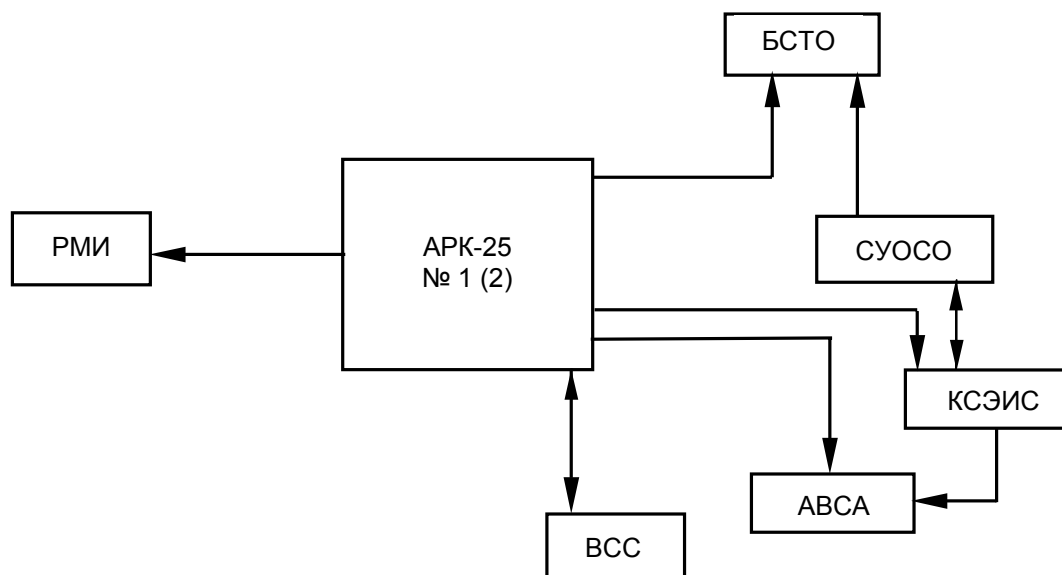 БСТО
РМИ
АРК-25
№ 1 (2)
СУОСО
КСЭИС
АВСА
ВСС